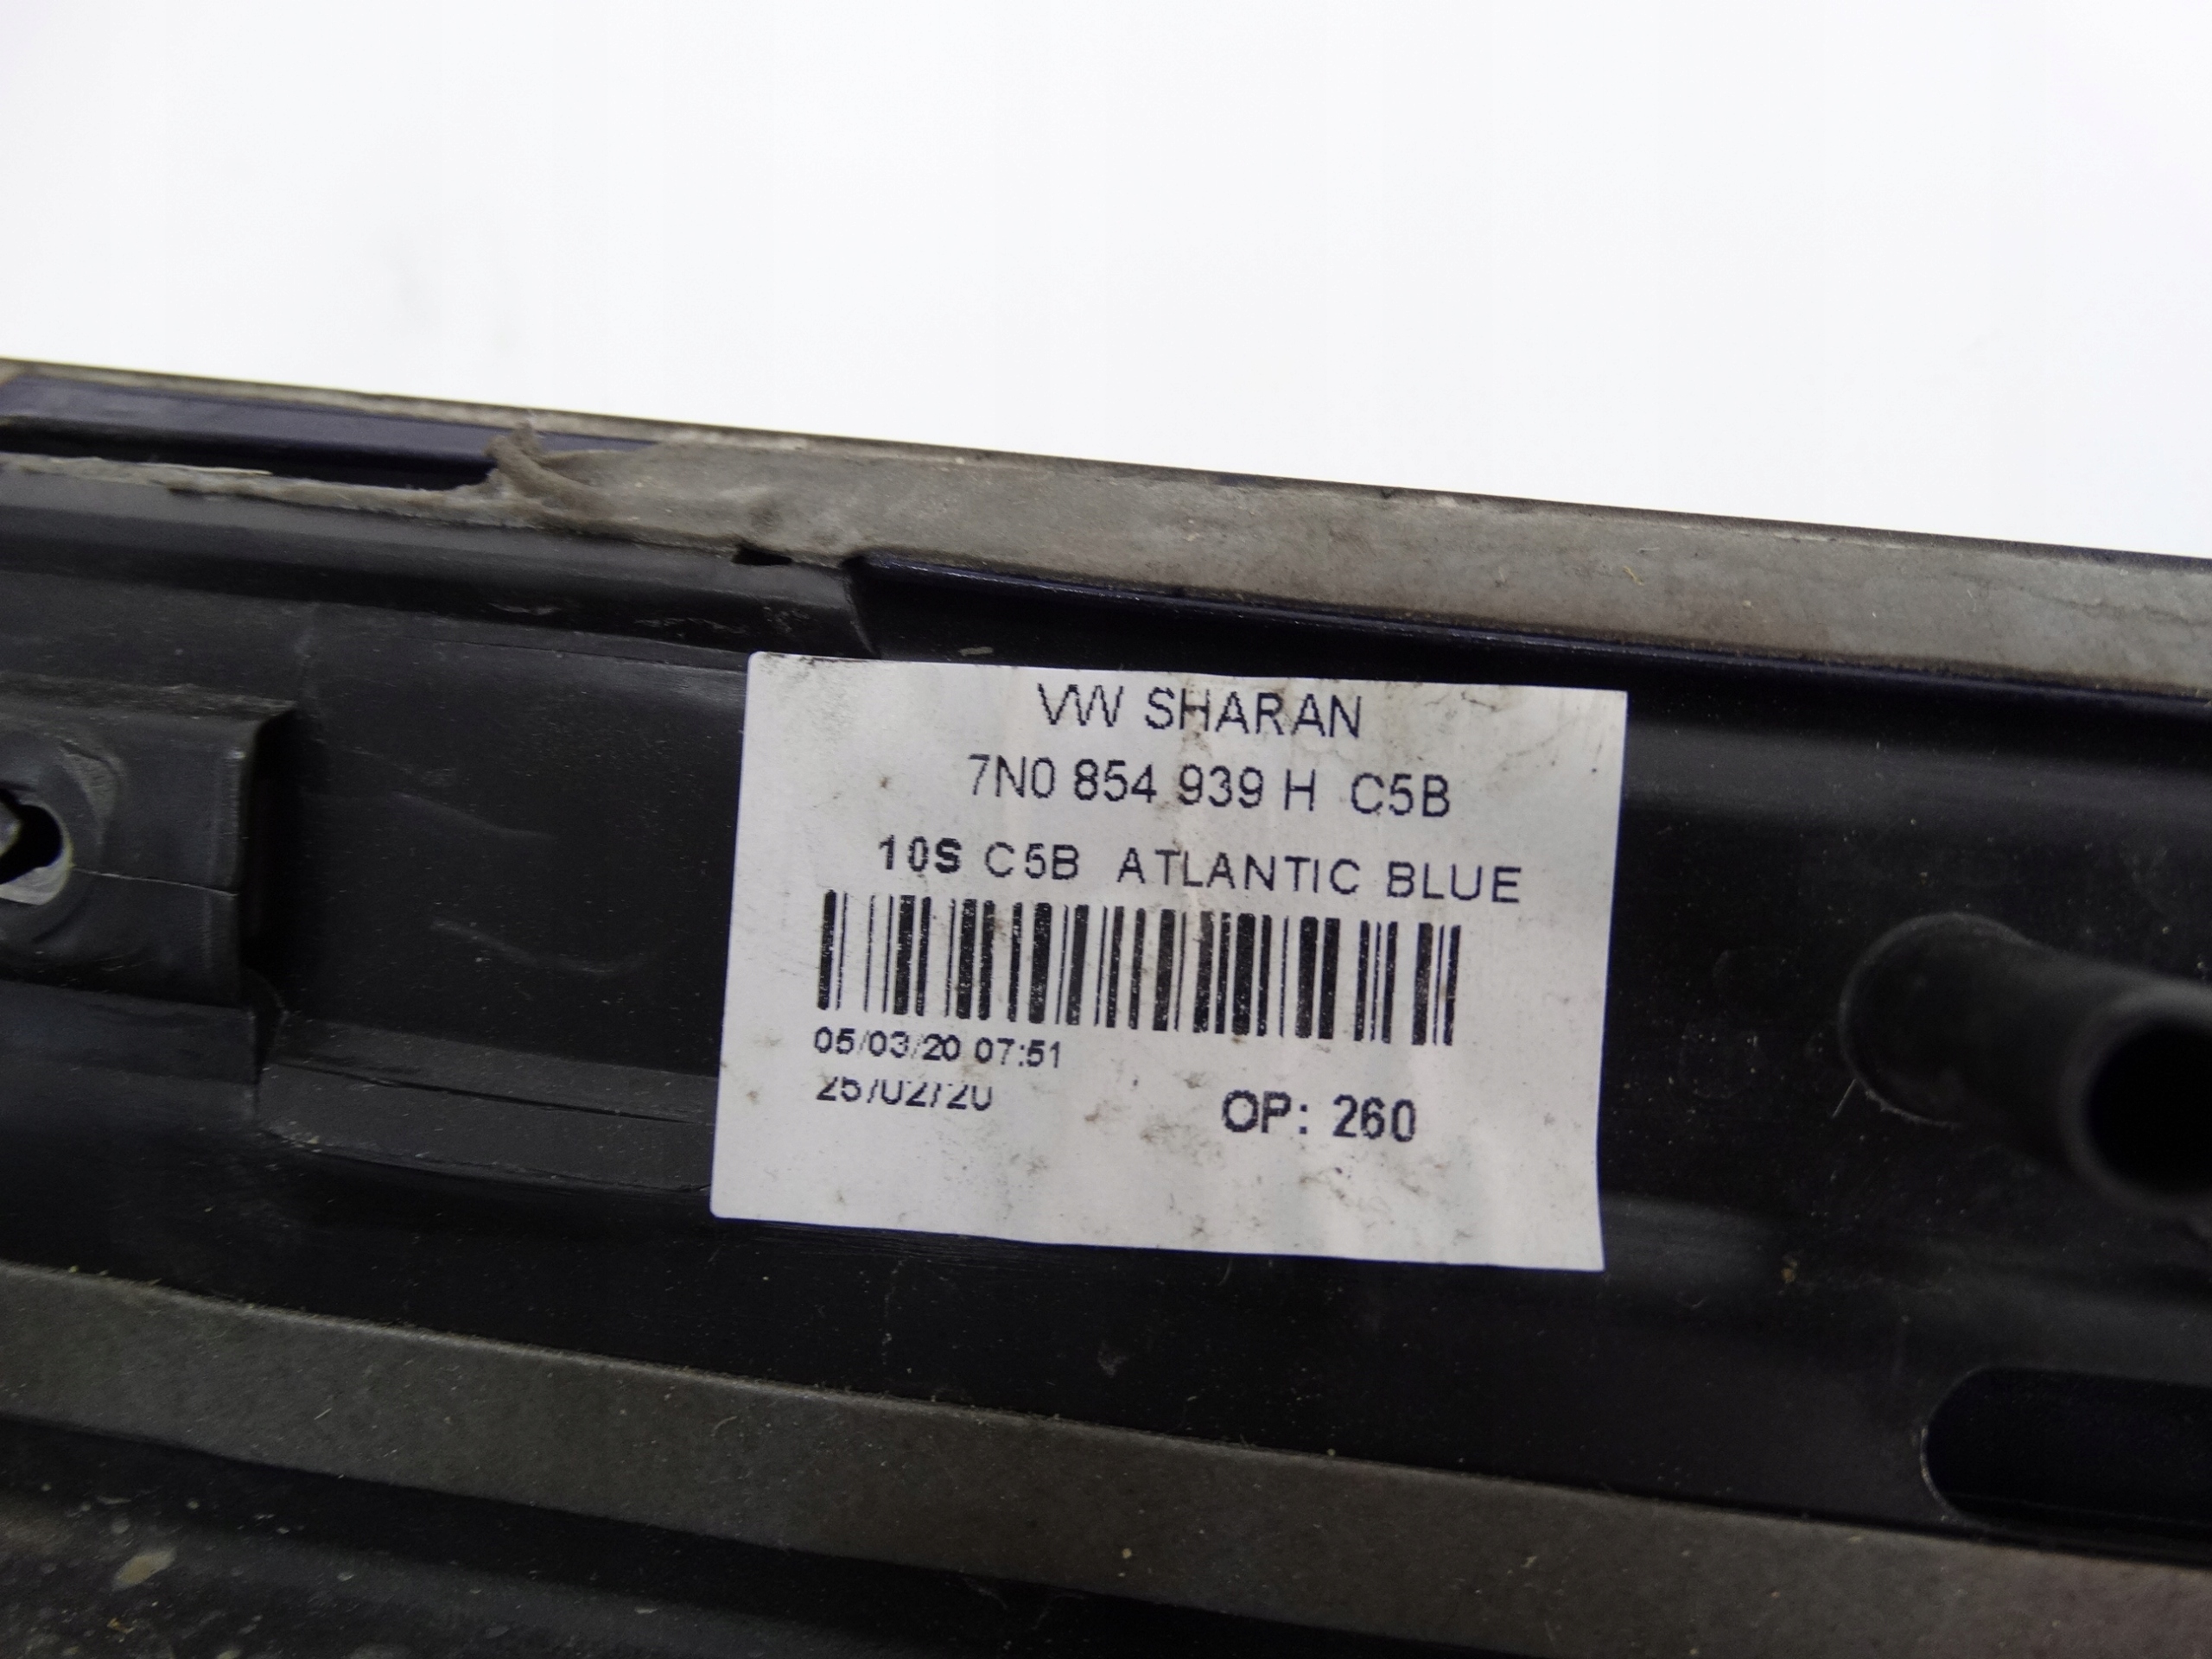 VW SHARAN
7N0 854 939 H C5B
10S C5B ATLANTIC BLUE
05/03/20 07:51
25/02/20
OP: 260